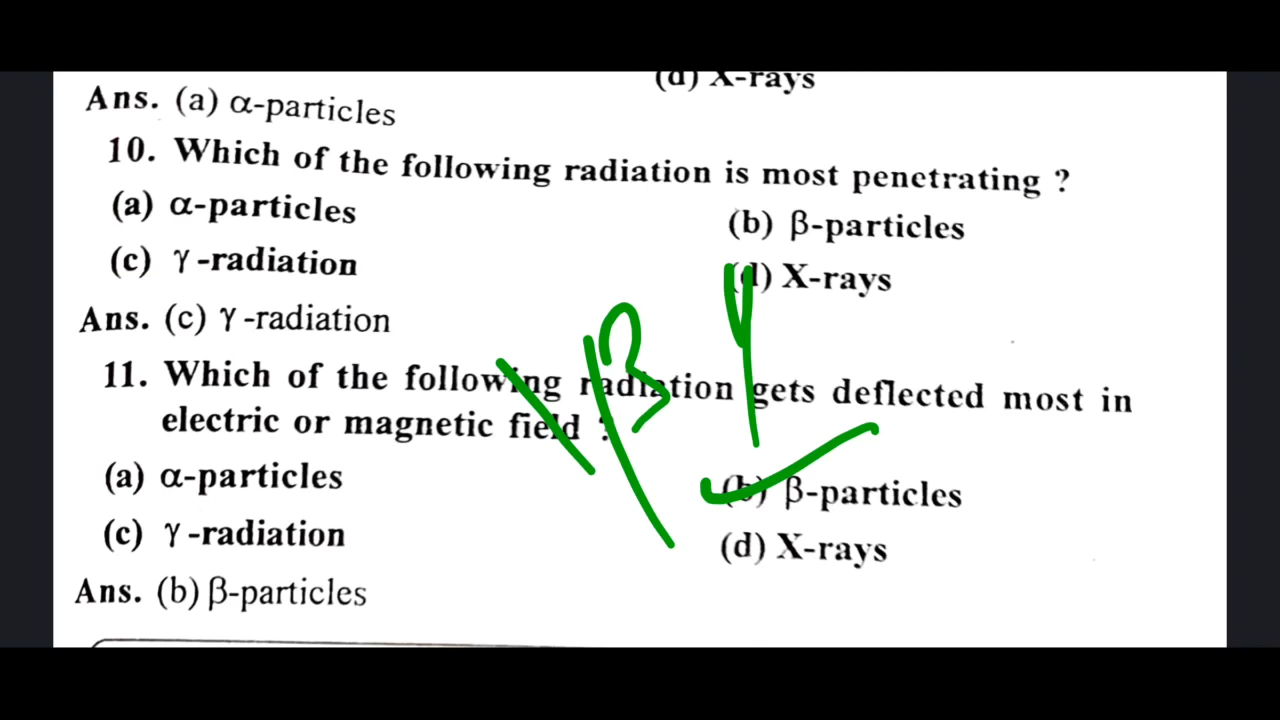 (d) X-rays
Ans. (a) α-particles
10. Which of the following radiation is most penetrating ?
(a) α-particles
(b) β-particles
(c) γ-radiation
(d) X-rays
Ans. (c) γ-radiation
11. Which of the following radiation gets deflected most in
electric or magnetic field ?
(a) α-particles
(b) β-particles
(c) γ-radiation
(d) X-rays
Ans. (b) β-particles